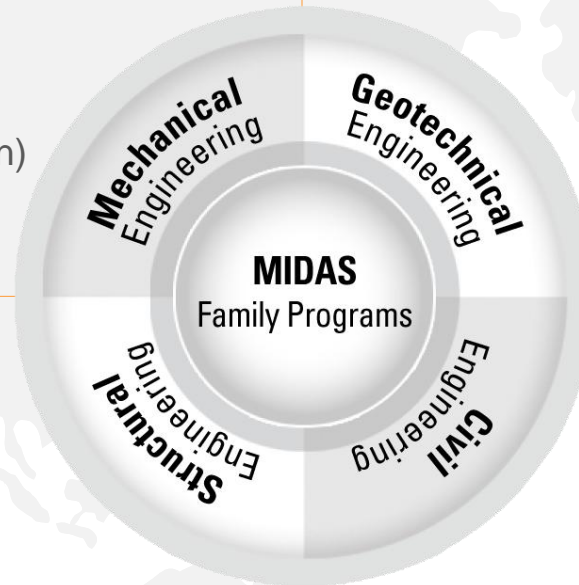 Mechanical
Engineering
Geotechnical
Engineering
n)
MIDAS
Family Programs
Structural
Engineering
Civil
Engineering